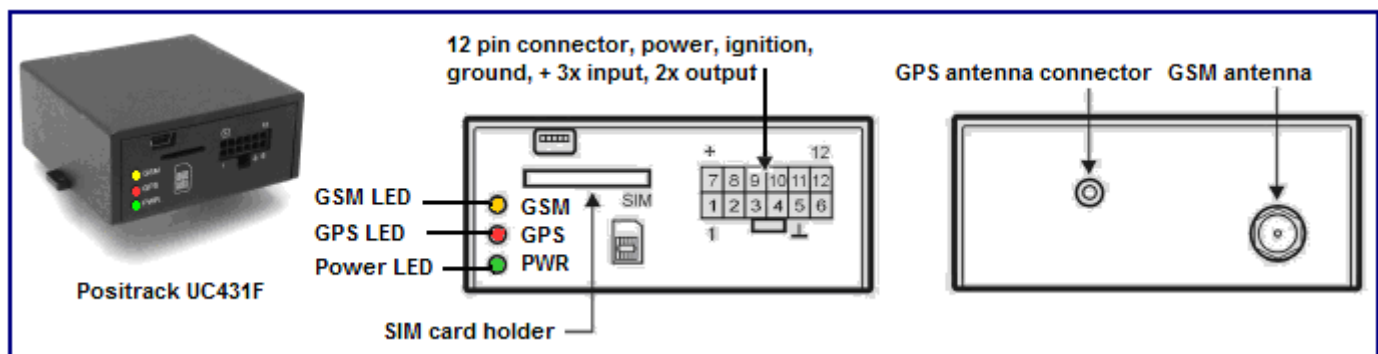 12 pin connector, power, ignition,
ground, + 3x input, 2x output
GPS antenna connector GSM antenna
GSM
GPS
PWR
Positrack UC431F
GSM LED
GPS LED
Power LED
GSM
GPS
PWR
SIM
+ 12
7 8 9 10 11 12
1 2 3 4 5 6
1
SIM card holder